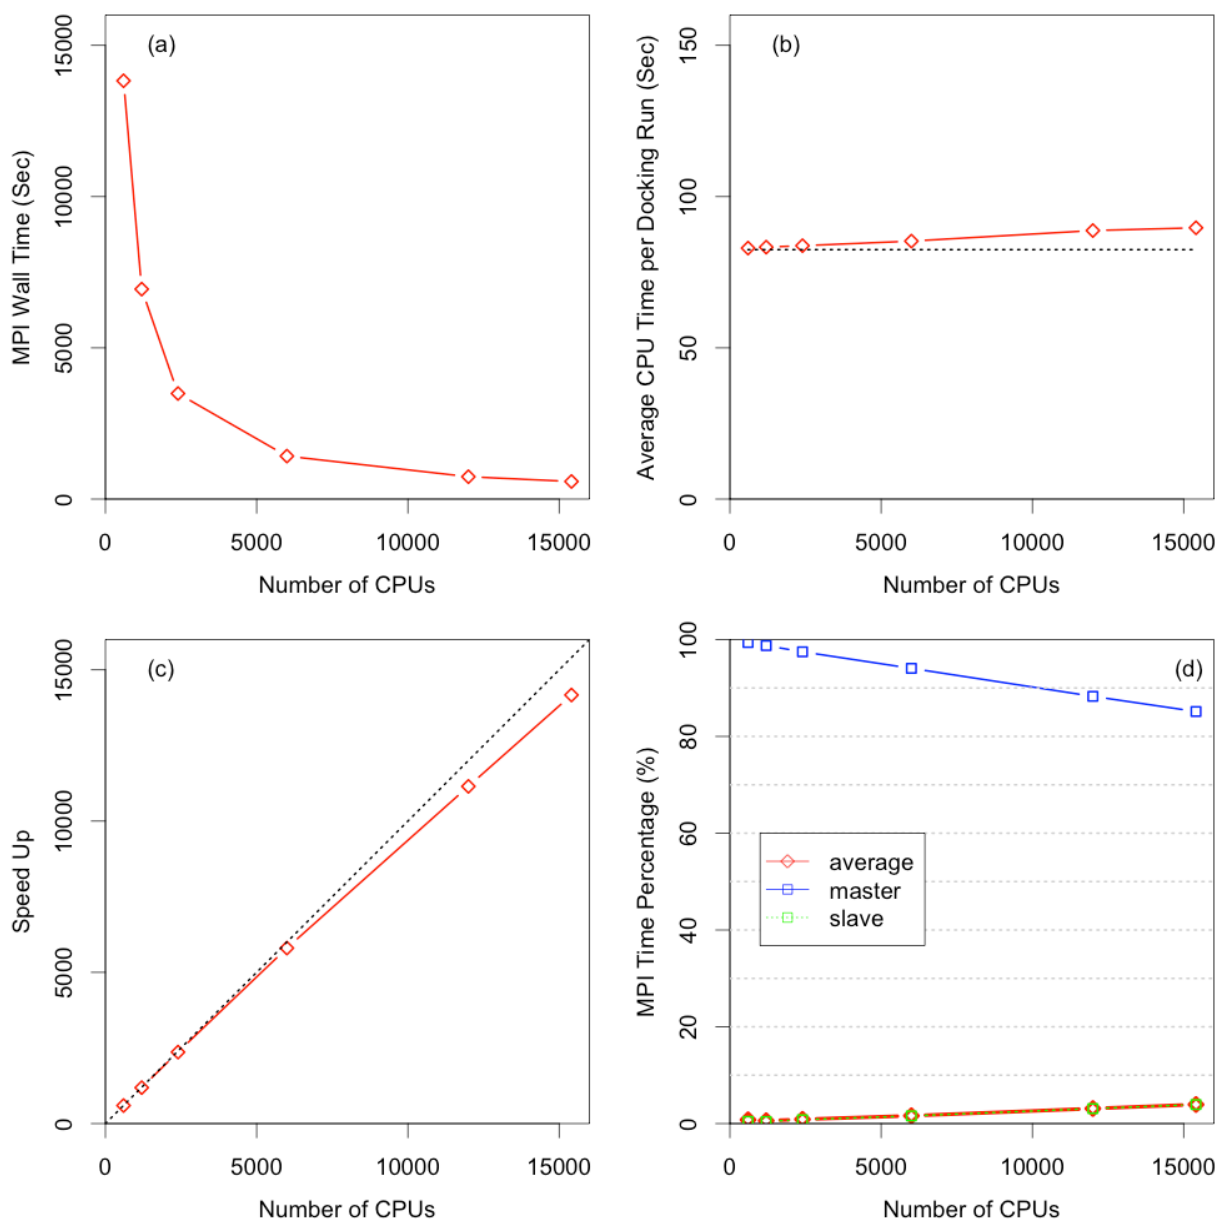 (a)
15000
10000
5000
0
MPI Wall Time (Sec)
0 5000 10000 15000
Number of CPUs
(b)
150
100
50
0
Average CPU Time per Docking Run (Sec)
0 5000 10000 15000
Number of CPUs
(c)
15000
10000
5000
0
Speed Up
0 5000 10000 15000
Number of CPUs
(d)
100
80
60
40
20
0
MPI Time Percentage (%)
average
master
slave
0 5000 10000 15000
Number of CPUs